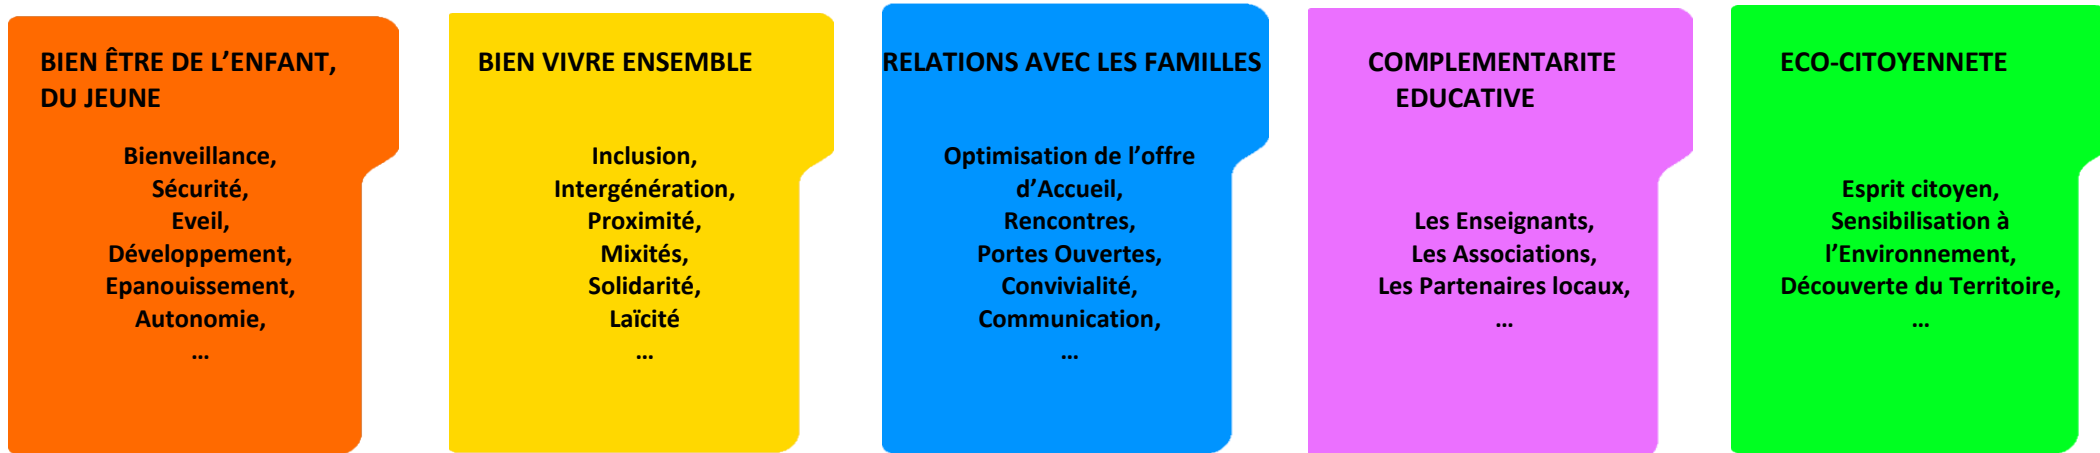 BIEN ÊTRE DE L’ENFANT,
DU JEUNE
Bienveillance,
Sécurité,
Eveil,
Développement,
Epanouissement,
Autonomie,
…
BIEN VIVRE ENSEMBLE
Inclusion,
Intergénération,
Proximité,
Mixités,
Solidarité,
Laïcité
…
RELATIONS AVEC LES FAMILLES
Optimisation de l’offre
d’Accueil,
Rencontres,
Portes Ouvertes,
Convivialité,
Communication,
…
COMPLEMENTARITE
EDUCATIVE
Les Enseignants,
Les Associations,
Les Partenaires locaux,
…
ECO-CITOYENNETE
Esprit citoyen,
Sensibilisation à
l’Environnement,
Découverte du Territoire,
…